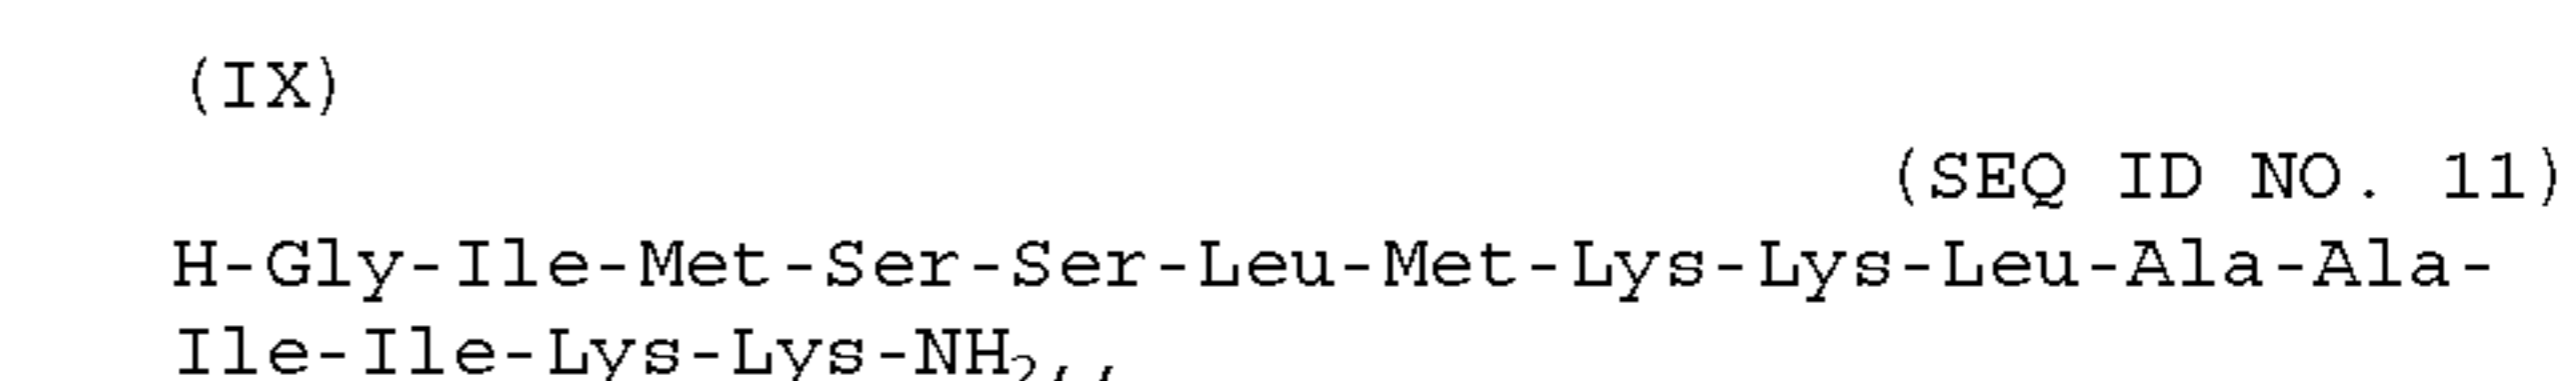 (IX)
(SEQ ID NO. 11)
H-Gly-Ile-Met-Ser-Ser-Leu-Met-Lys-Lys-Leu-Ala-Ala-
Ile-Ile-Lys-Lys-NH₂,,